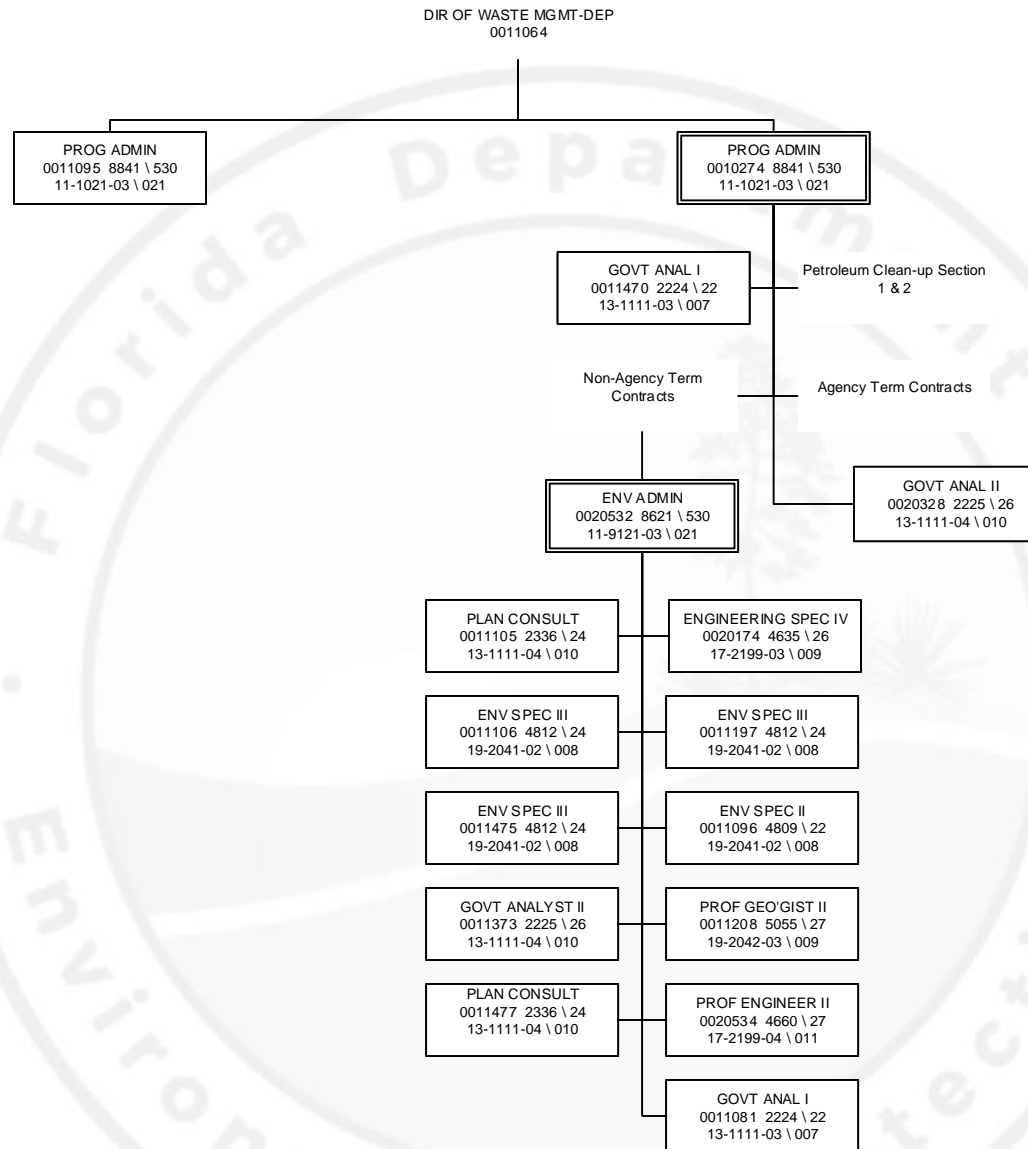 DIR OF WASTE MGMT-DEP
0011064
PROG ADMIN
0011095 8841 \ 530
11-1021-03 \ 021
PROG ADMIN
0010274 8841 \ 530
11-1021-03 \ 021
GOVT ANAL I
0011470 2224 \ 22
13-1111-03 \ 007
Petroleum Clean-up Section
1 & 2
Non-Agency Term
Contracts
Agency Term Contracts
GOVT ANAL II
0020328 2225 \ 26
13-1111-04 \ 010
ENV ADMIN
0020532 8621 \ 530
11-9121-03 \ 021
PLAN CONSULT
0011105 2336 \ 24
13-1111-04 \ 010
ENGINEERING SPEC IV
0020174 4635 \ 26
17-2199-03 \ 009
ENV SPEC III
0011106 4812 \ 24
19-2041-02 \ 008
ENV SPEC III
0011197 4812 \ 24
19-2041-02 \ 008
ENV SPEC III
0011475 4812 \ 24
19-2041-02 \ 008
ENV SPEC II
0011096 4809 \ 22
19-2041-02 \ 008
GOVT ANALYST II
0011373 2225 \ 26
13-1111-04 \ 010
PROF GEO'GIST II
0011208 5055 \ 27
19-2042-03 \ 009
PLAN CONSULT
0011477 2336 \ 24
13-1111-04 \ 010
PROF ENGINEER II
0020534 4660 \ 27
17-2199-04 \ 011
GOVT ANAL I
0011081 2224 \ 22
13-1111-03 \ 007
Florida Departm nt
Environ
tecti